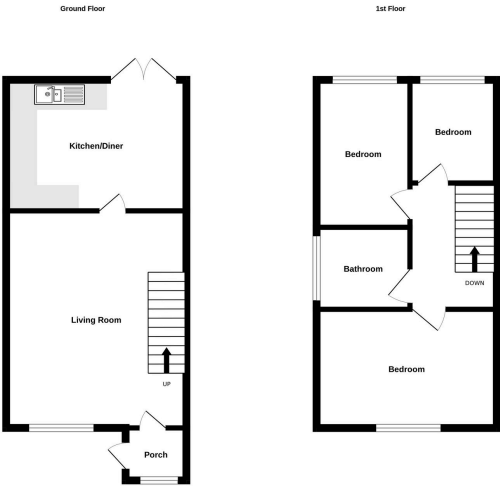 Ground Floor
1st Floor
Kitchen/Diner
Bedroom
Bedroom
Bathroom
DOWN
Living Room
UP
Bedroom
Porch